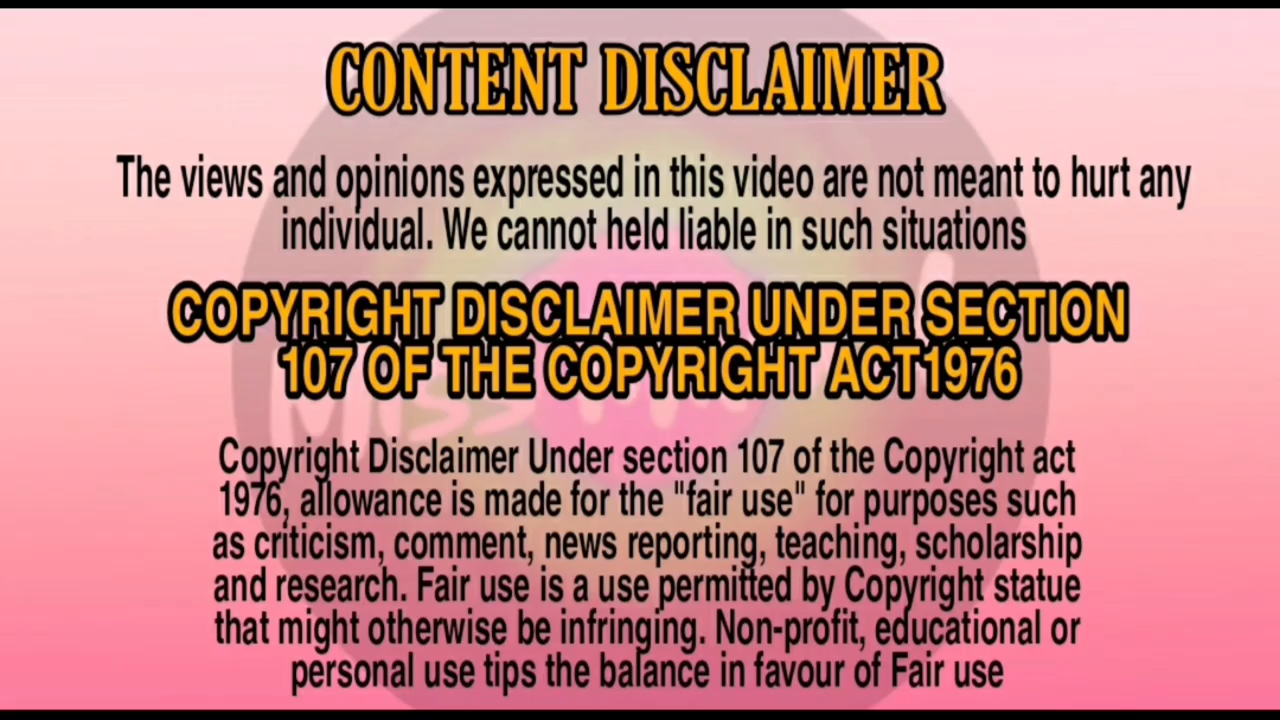 CONTENT DISCLAIMER
The views and opinions expressed in this video are not meant to hurt any
individual. We cannot held liable in such situations
COPYRIGHT DISCLAIMER UNDER SECTION
107 OF THE COPYRIGHT ACT1976
Copyright Disclaimer Under section 107 of the Copyright act
1976, allowance is made for the "fair use" for purposes such
as criticism, comment, news reporting, teaching, scholarship
and research. Fair use is a use permitted by Copyright statue
that might otherwise be infringing. Non-profit, educational or
personal use tips the balance in favour of Fair use